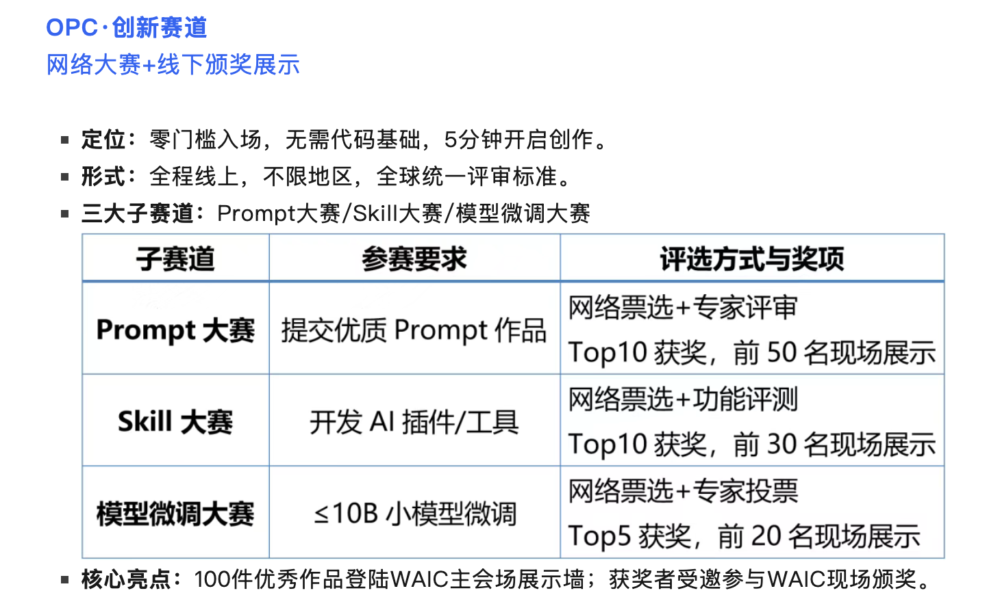 OPC·创新赛道
网络大赛+线下颁奖展示
▪ 定位：零门槛入场，无需代码基础，5分钟开启创作。
▪ 形式：全程线上，不限地区，全球统一评审标准。
▪ 三大子赛道：Prompt大赛/Skill大赛/模型微调大赛
子赛道 参赛要求 评选方式与奖项
Prompt 大赛 提交优质 Prompt 作品 网络票选+专家评审
Top10 获奖，前 50 名现场展示
Skill 大赛 开发 AI 插件/工具 网络票选+功能评测
Top10 获奖，前 30 名现场展示
模型微调大赛 ≤10B 小模型微调 网络票选+专家投票
Top5 获奖，前 20 名现场展示
▪ 核心亮点：100件优秀作品登陆WAIC主会场展示墙；获奖者受邀参与WAIC现场颁奖。